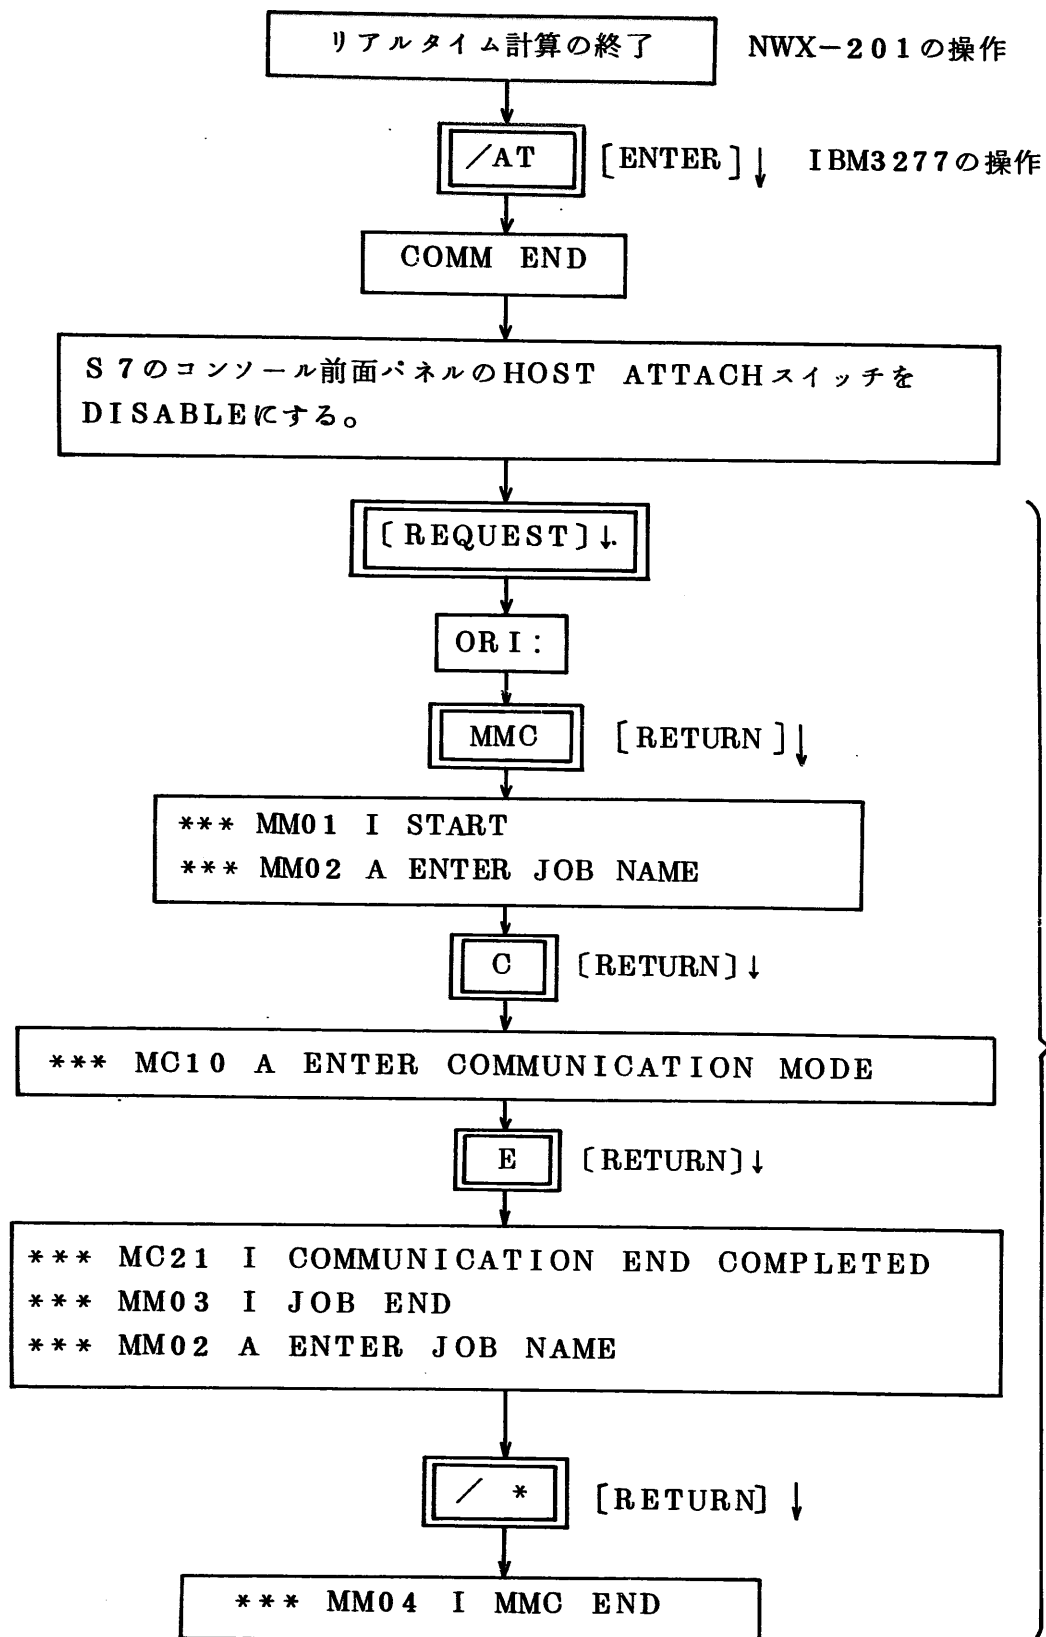 リアルタイム計算の終了 NWX-201の操作
/AT [ENTER]↓ IBM3277の操作
COMM END
S7のコンソール前面パネルのHOST ATTACHスイッチを
DISABLEにする。
[REQUEST]↓
ORI:
MMC [RETURN]↓
*** MM01 I START
*** MM02 A ENTER JOB NAME
C [RETURN]↓
*** MC10 A ENTER COMMUNICATION MODE
E [RETURN]↓
*** MC21 I COMMUNICATION END COMPLETED
*** MM03 I JOB END
*** MM02 A ENTER JOB NAME
/ * [RETURN]↓
*** MM04 I MMC END